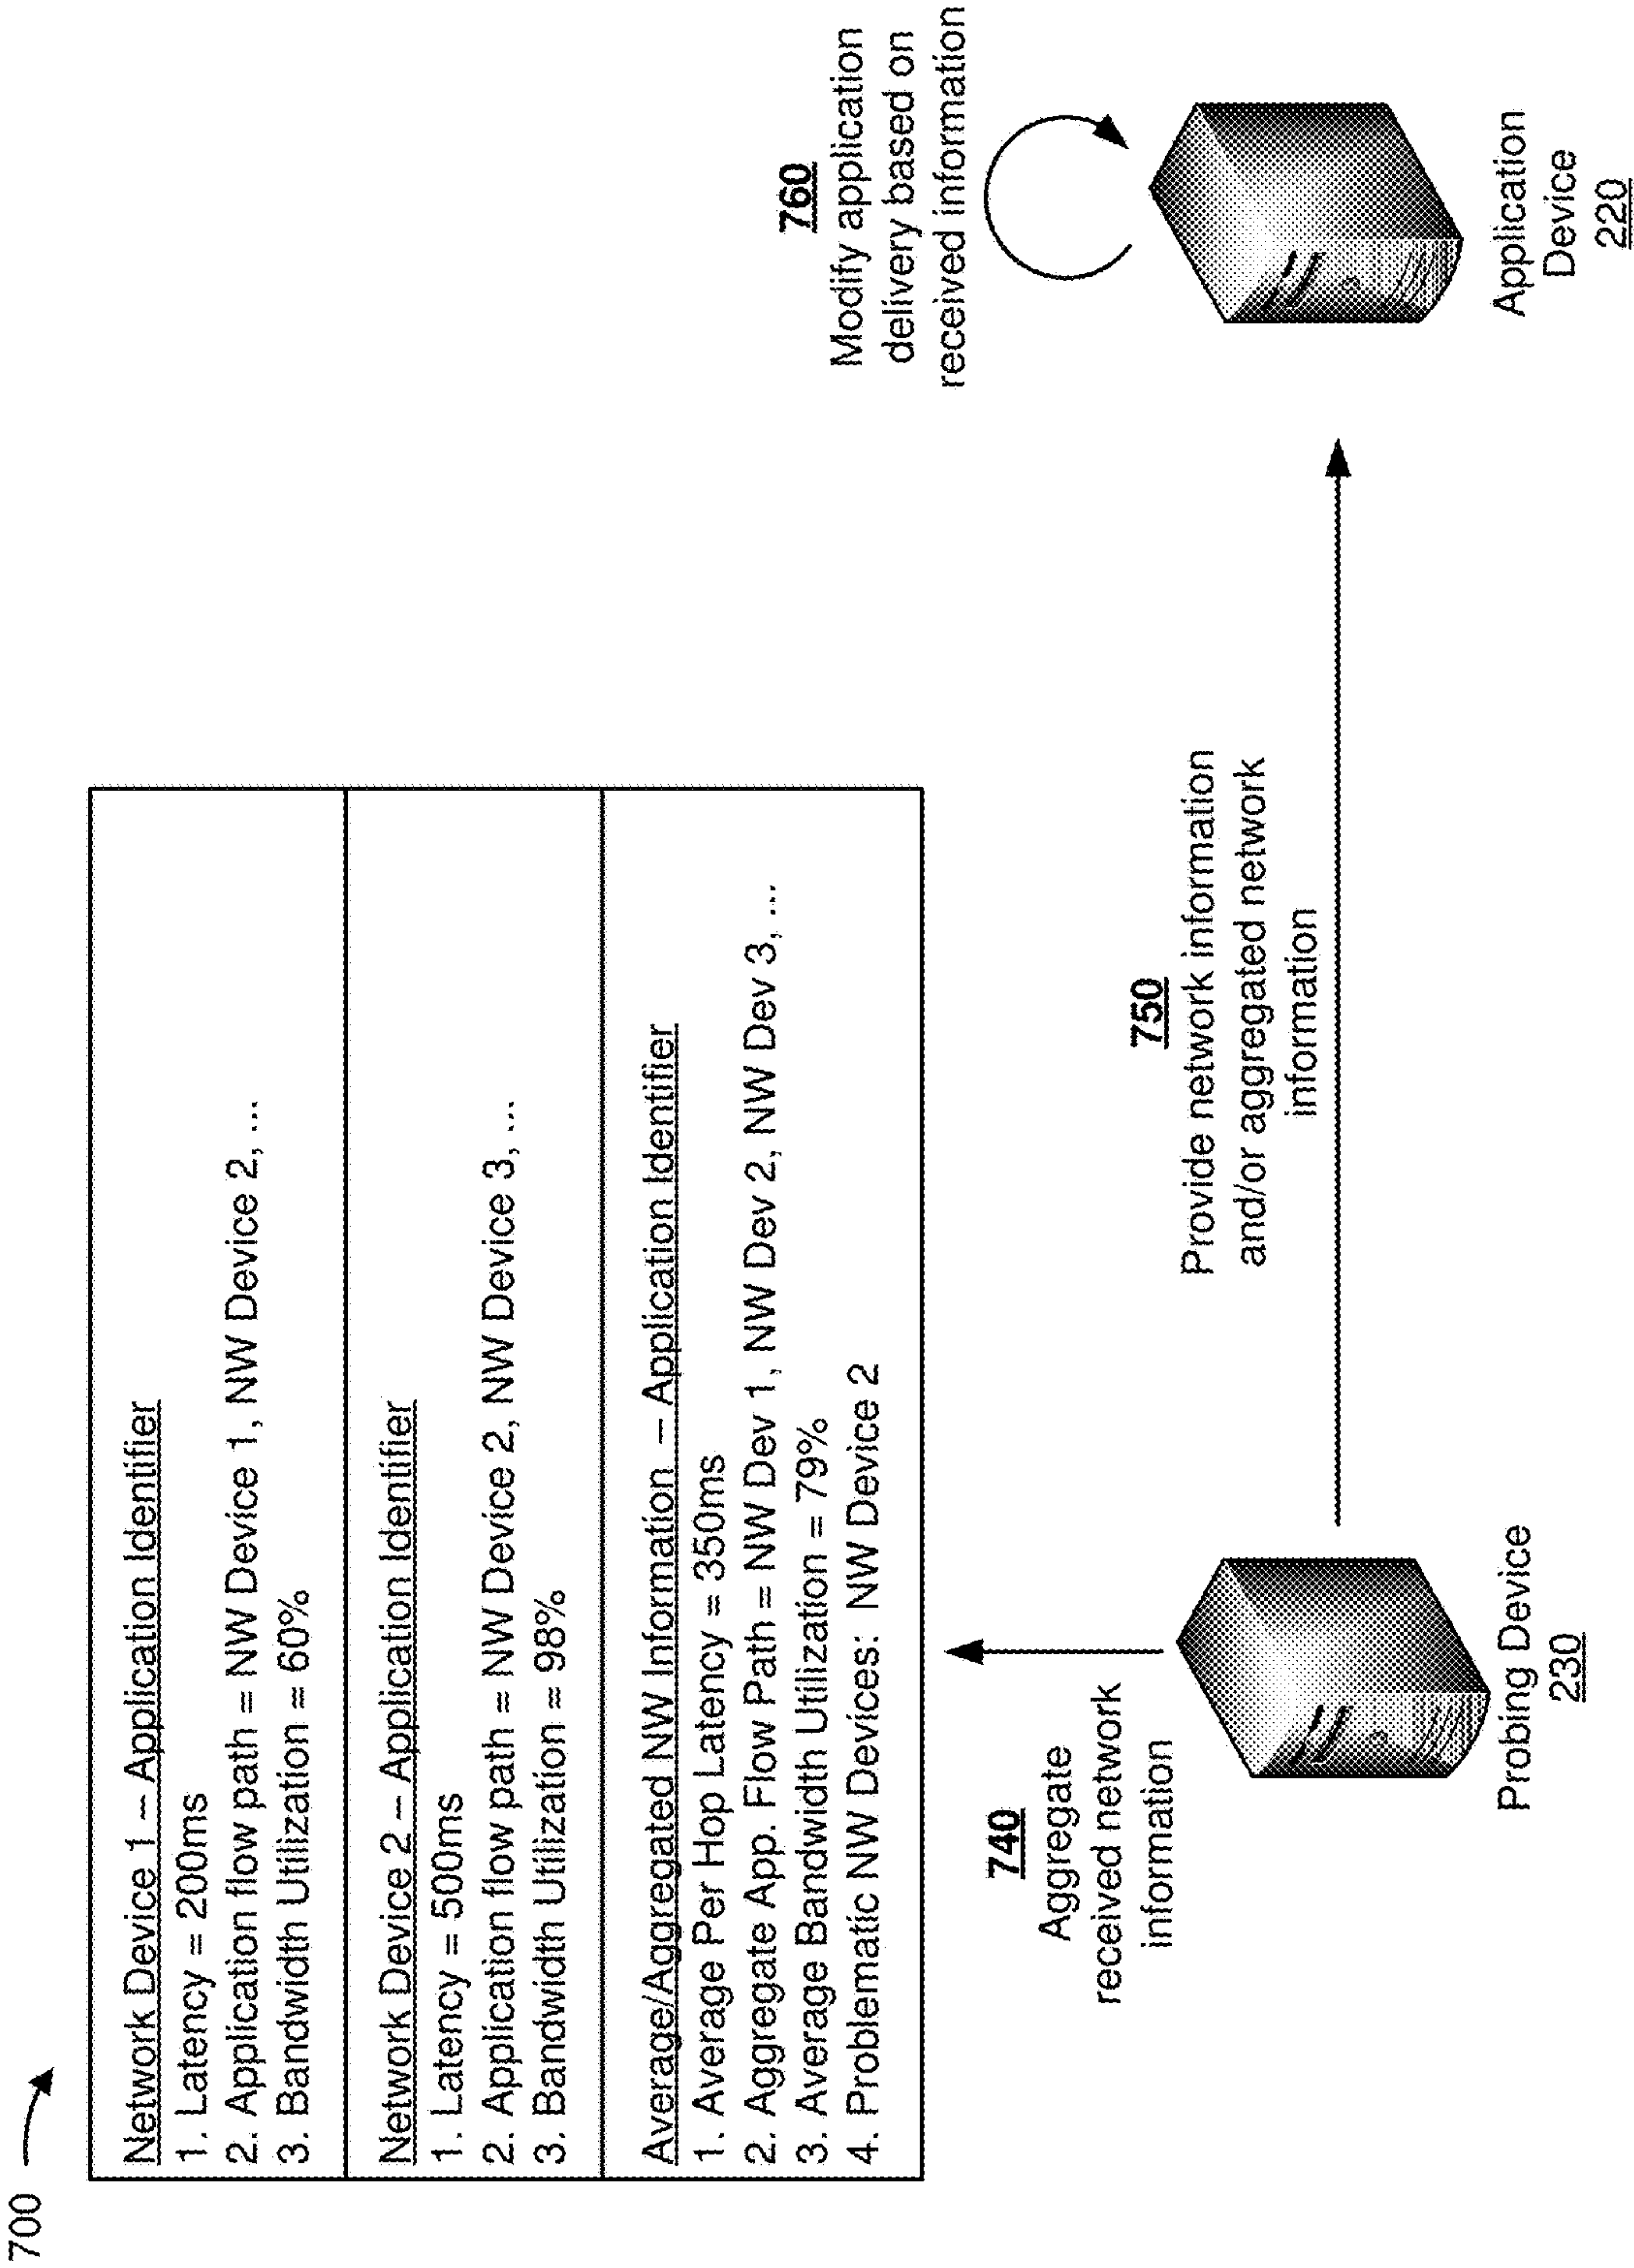 700
Network Device 1 – Application Identifier
1. Latency = 200ms
2. Application flow path = NW Device 1, NW Device 2, ...
3. Bandwidth Utilization = 60%
Network Device 2 – Application Identifier
1. Latency = 500ms
2. Application flow path = NW Device 2, NW Device 3, ...
3. Bandwidth Utilization = 98%
Average/Aggregated NW Information – Application Identifier
1. Average Per Hop Latency = 350ms
2. Aggregate App. Flow Path = NW Dev 1, NW Dev 2, NW Dev 3, ...
3. Average Bandwidth Utilization = 79%
4. Problematic NW Devices: NW Device 2
740
Aggregate
received network
information
Probing Device
230
750
Provide network information
and/or aggregated network
information
760
Modify application
delivery based on
received information
Application
Device
220